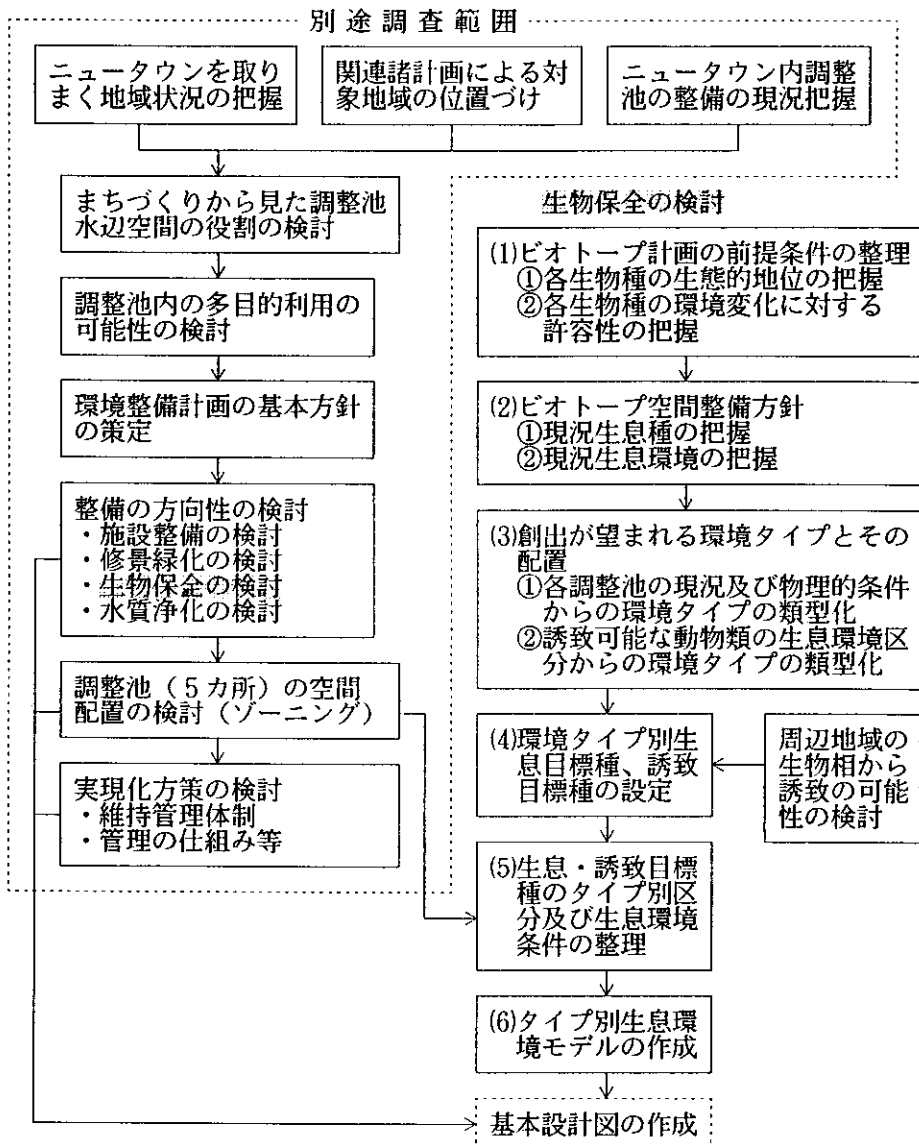 別途調査範囲
ニュータウンを取り
まく地域状況の把握
関連諸計画による対
象地域の位置づけ
ニュータウン内調整
池の整備の現況把握
まちづくりから見た調整池
水辺空間の役割の検討
調整池内の多目的利用の
可能性の検討
環境整備計画の基本方針
の策定
整備の方向性の検討
・施設整備の検討
・修景緑化の検討
・生物保全の検討
・水質浄化の検討
調整池（5カ所）の空間
配置の検討（ゾーニング）
実現化方策の検討
・維持管理体制
・管理の仕組み等
生物保全の検討
(1)ビオトープ計画の前提条件の整理
①各生物種の生態的地位の把握
②各生物種の環境変化に対する
許容性の把握
(2)ビオトープ空間整備方針
①現況生息種の把握
②現況生息環境の把握
(3)創出が望まれる環境タイプとその
配置
①各調整池の現況及び物理的条件
からの環境タイプの類型化
②誘致可能な動物類の生息環境区
分からの環境タイプの類型化
(4)環境タイプ別生
息目標種、誘致
目標種の設定
周辺地域の
生物相から
誘致の可能
性の検討
(5)生息・誘致目標
種のタイプ別区
分及び生息環境
条件の整理
(6)タイプ別生息環
境モデルの作成
基本設計図の作成